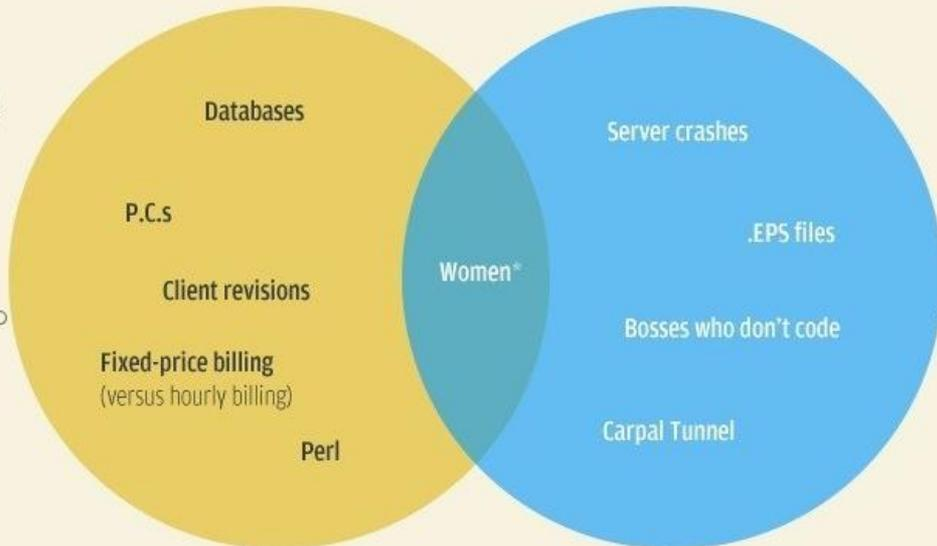 Databases
P.C.s
Client revisions
Fixed-price billing
(versus hourly billing)
Perl
Women*
Server crashes
.EPS files
Bosses who don't code
Carpal Tunnel